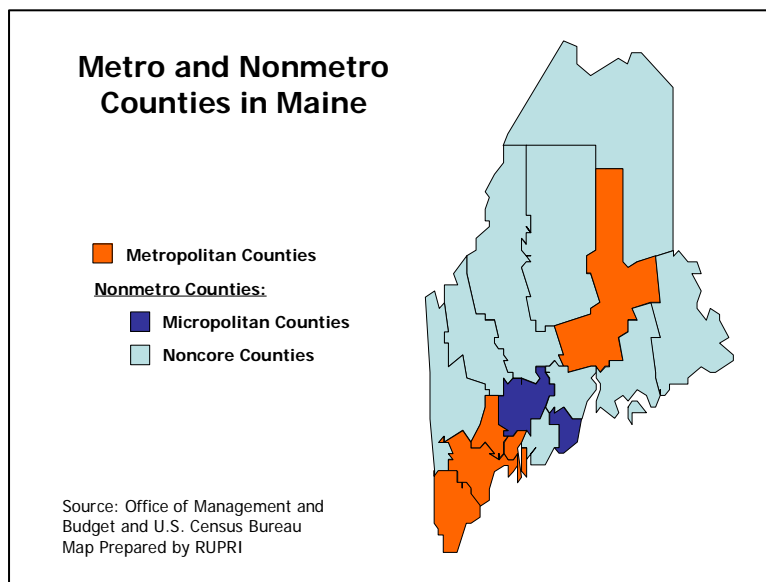 Metro and Nonmetro
Counties in Maine
Metropolitan Counties
Nonmetro Counties:
Micropolitan Counties
Noncore Counties
Source: Office of Management and
Budget and U.S. Census Bureau
Map Prepared by RUPRI